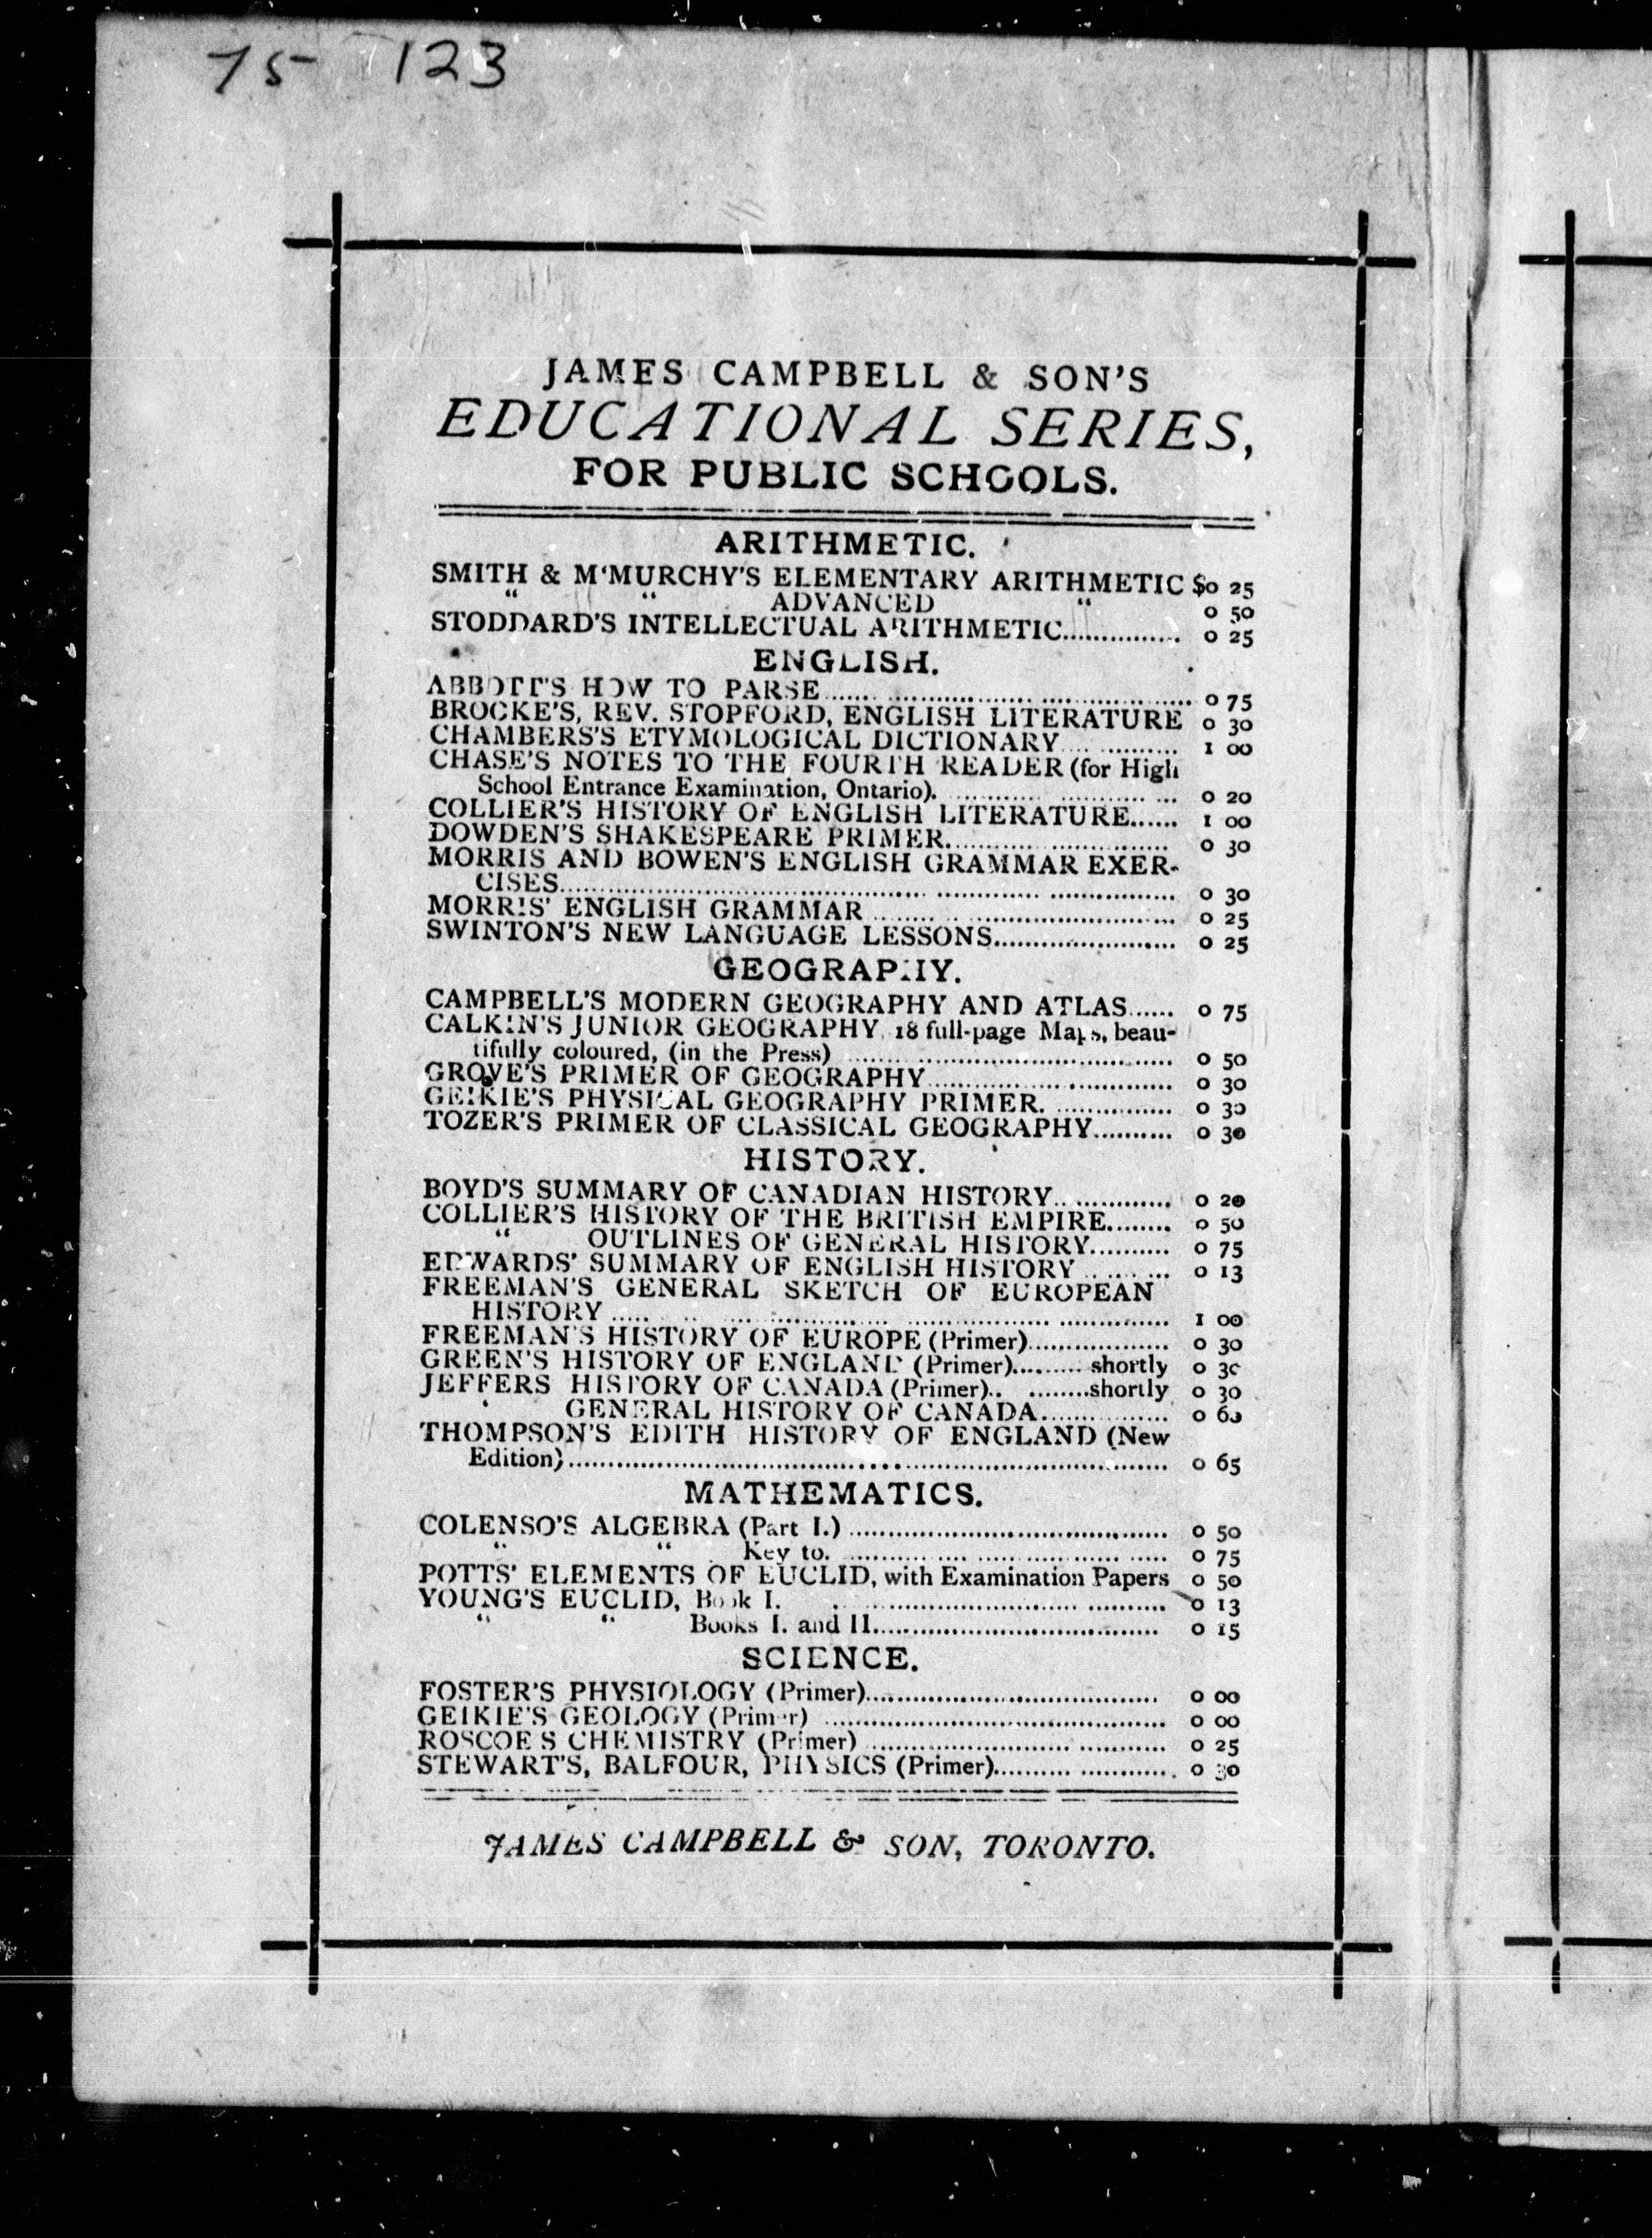 75 123
JAMES CAMPBELL & SON'S
EDUCATIONAL SERIES,
FOR PUBLIC SCHOOLS.
ARITHMETIC.
SMITH & M'MURCHY'S ELEMENTARY ARITHMETIC $0 25
" " ADVANCED " 0 50
STODDARD'S INTELLECTUAL ARITHMETIC............... 0 25
ENGLISH.
ABBOTT'S HOW TO PARSE............................................ 0 75
BROOKE'S, REV. STOPFORD, ENGLISH LITERATURE 0 30
CHAMBERS'S ETYMOLOGICAL DICTIONARY.............. 1 00
CHASE'S NOTES TO THE FOURTH READER (for High
School Entrance Examination, Ontario)............................ 0 20
COLLIER'S HISTORY OF ENGLISH LITERATURE...... 1 00
DOWDEN'S SHAKESPEARE PRIMER........................... 0 30
MORRIS AND BOWEN'S ENGLISH GRAMMAR EXER-
CISES........................................................................... 0 30
MORRIS' ENGLISH GRAMMAR..................................... 0 25
SWINTON'S NEW LANGUAGE LESSONS....................... 0 25
GEOGRAPHY.
CAMPBELL'S MODERN GEOGRAPHY AND ATLAS...... 0 75
CALKIN'S JUNIOR GEOGRAPHY, 18 full-page Maps, beau-
tifully coloured, (in the Press) ........................................ 0 50
GROVE'S PRIMER OF GEOGRAPHY.............................. 0 30
GEIKIE'S PHYSICAL GEOGRAPHY PRIMER. ............... 0 30
TOZER'S PRIMER OF CLASSICAL GEOGRAPHY.......... 0 30
HISTORY.
BOYD'S SUMMARY OF CANADIAN HISTORY............... 0 20
COLLIER'S HISTORY OF THE BRITISH EMPIRE........ 0 50
" OUTLINES OF GENERAL HISTORY.......... 0 75
EDWARDS' SUMMARY OF ENGLISH HISTORY........... 0 13
FREEMAN'S GENERAL SKETCH OF EUROPEAN
HISTORY..................................................................... 1 00
FREEMAN'S HISTORY OF EUROPE (Primer).................. 0 30
GREEN'S HISTORY OF ENGLAND (Primer)......... shortly 0 30
JEFFERS HISTORY OF CANADA (Primer).. ........shortly 0 30
GENERAL HISTORY OF CANADA................ 0 60
THOMPSON'S EDITH HISTORY OF ENGLAND (New
Edition)........................................................................... 0 65
MATHEMATICS.
COLENSO'S ALGEBRA (Part I.)........................................ 0 50
" " Key to. ........................................ 0 75
POTTS' ELEMENTS OF EUCLID, with Examination Papers 0 50
YOUNG'S EUCLID, Book I. .......................................... 0 13
" " Books I. and II.................................... 0 15
SCIENCE.
FOSTER'S PHYSIOLOGY (Primer)..................................... 0 00
GEIKIE'S GEOLOGY (Primer) ........................................... 0 00
ROSCOE'S CHEMISTRY (Primer) ..................................... 0 25
STEWART'S, BALFOUR, PHYSICS (Primer)....................... 0 30
JAMES CAMPBELL & SON, TORONTO.